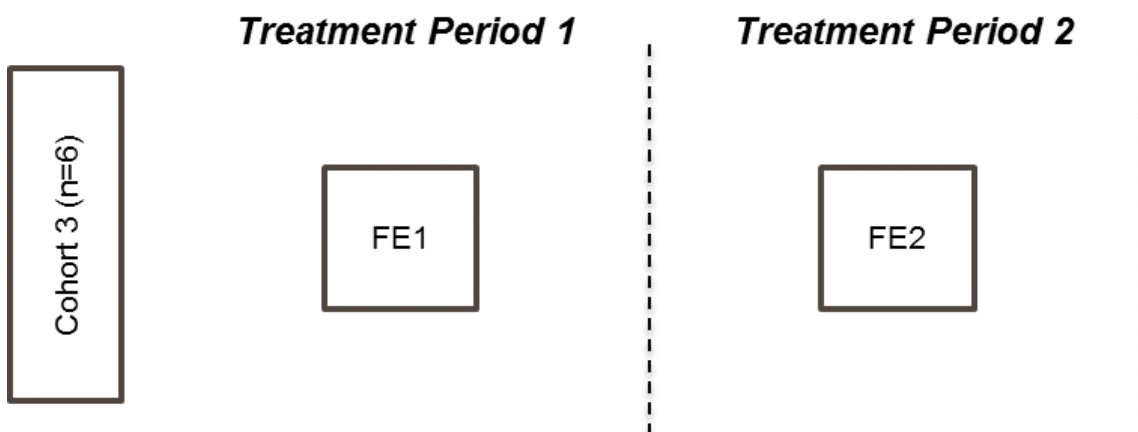 Treatment Period 1
Treatment Period 2
Cohort 3 (n=6)
FE1
FE2